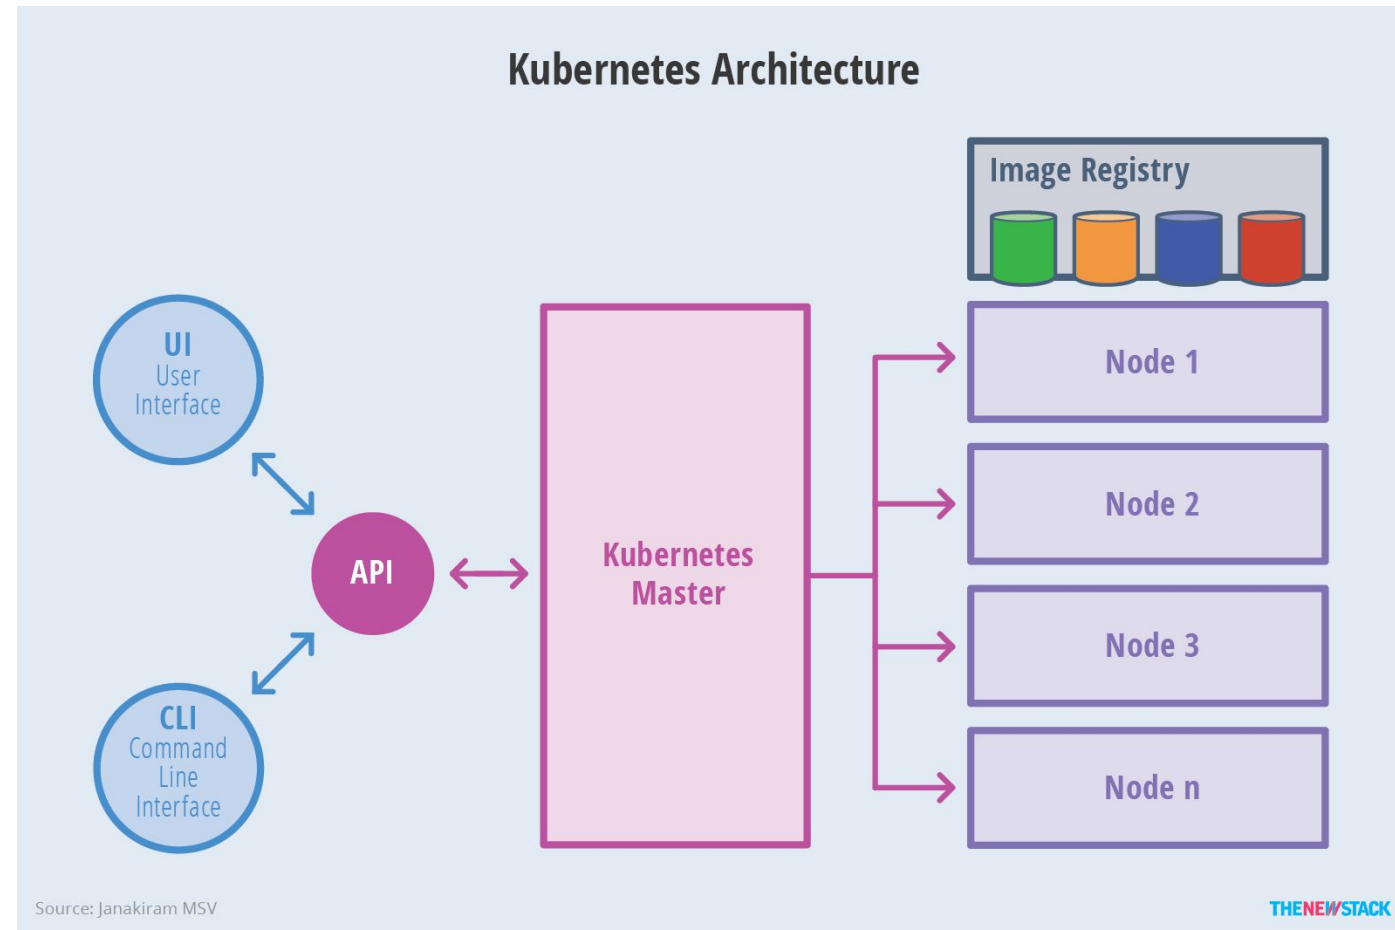 Kubernetes Architecture
Image Registry
UI
User
Interface
API
CLI
Command
Line
Interface
Kubernetes
Master
Node 1
Node 2
Node 3
Node n
Source: Janakiram MSV
THENEWSTACK